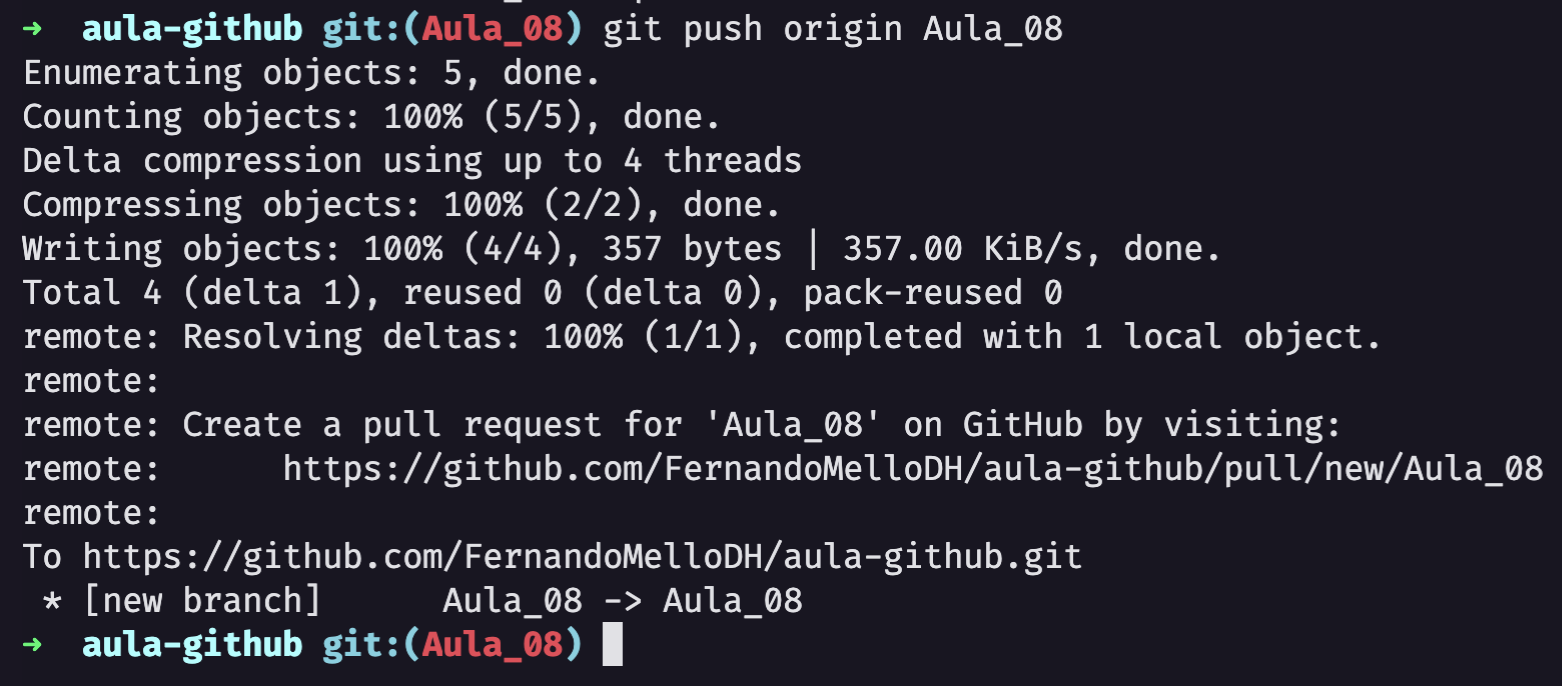 ➜  aula-github git:(Aula_08) git push origin Aula_08
Enumerating objects: 5, done.
Counting objects: 100% (5/5), done.
Delta compression using up to 4 threads
Compressing objects: 100% (2/2), done.
Writing objects: 100% (4/4), 357 bytes | 357.00 KiB/s, done.
Total 4 (delta 1), reused 0 (delta 0), pack-reused 0
remote: Resolving deltas: 100% (1/1), completed with 1 local object.
remote:
remote: Create a pull request for 'Aula_08' on GitHub by visiting:
remote:      https://github.com/FernandoMelloDH/aula-github/pull/new/Aula_08
remote:
To https://github.com/FernandoMelloDH/aula-github.git
 * [new branch]      Aula_08 -> Aula_08
➜  aula-github git:(Aula_08)